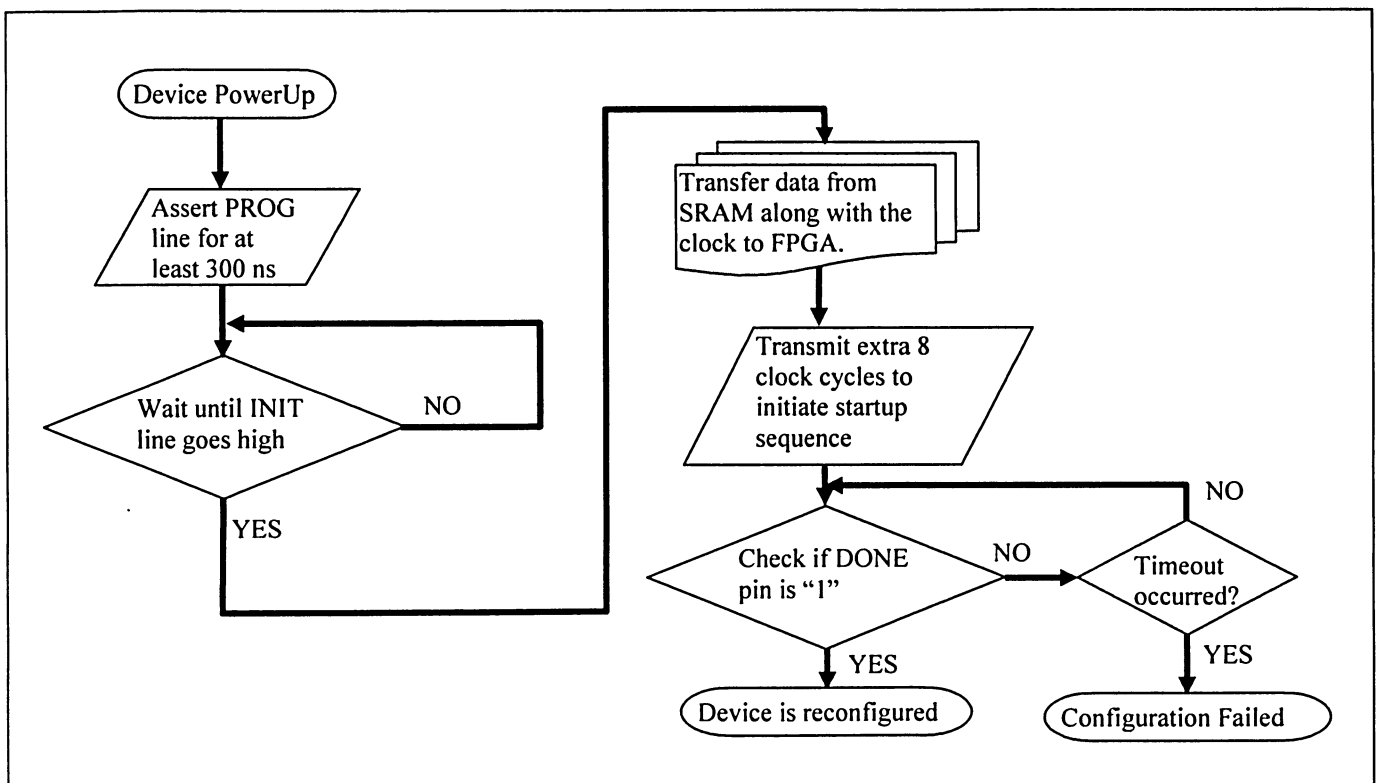 Device PowerUp
Assert PROG
line for at
least 300 ns
Wait until INIT
line goes high
NO
YES
Transfer data from
SRAM along with the
clock to FPGA.
Transmit extra 8
clock cycles to
initiate startup
sequence
Check if DONE
pin is “1”
NO
Timeout
occurred?
NO
YES
YES
Device is reconfigured
Configuration Failed